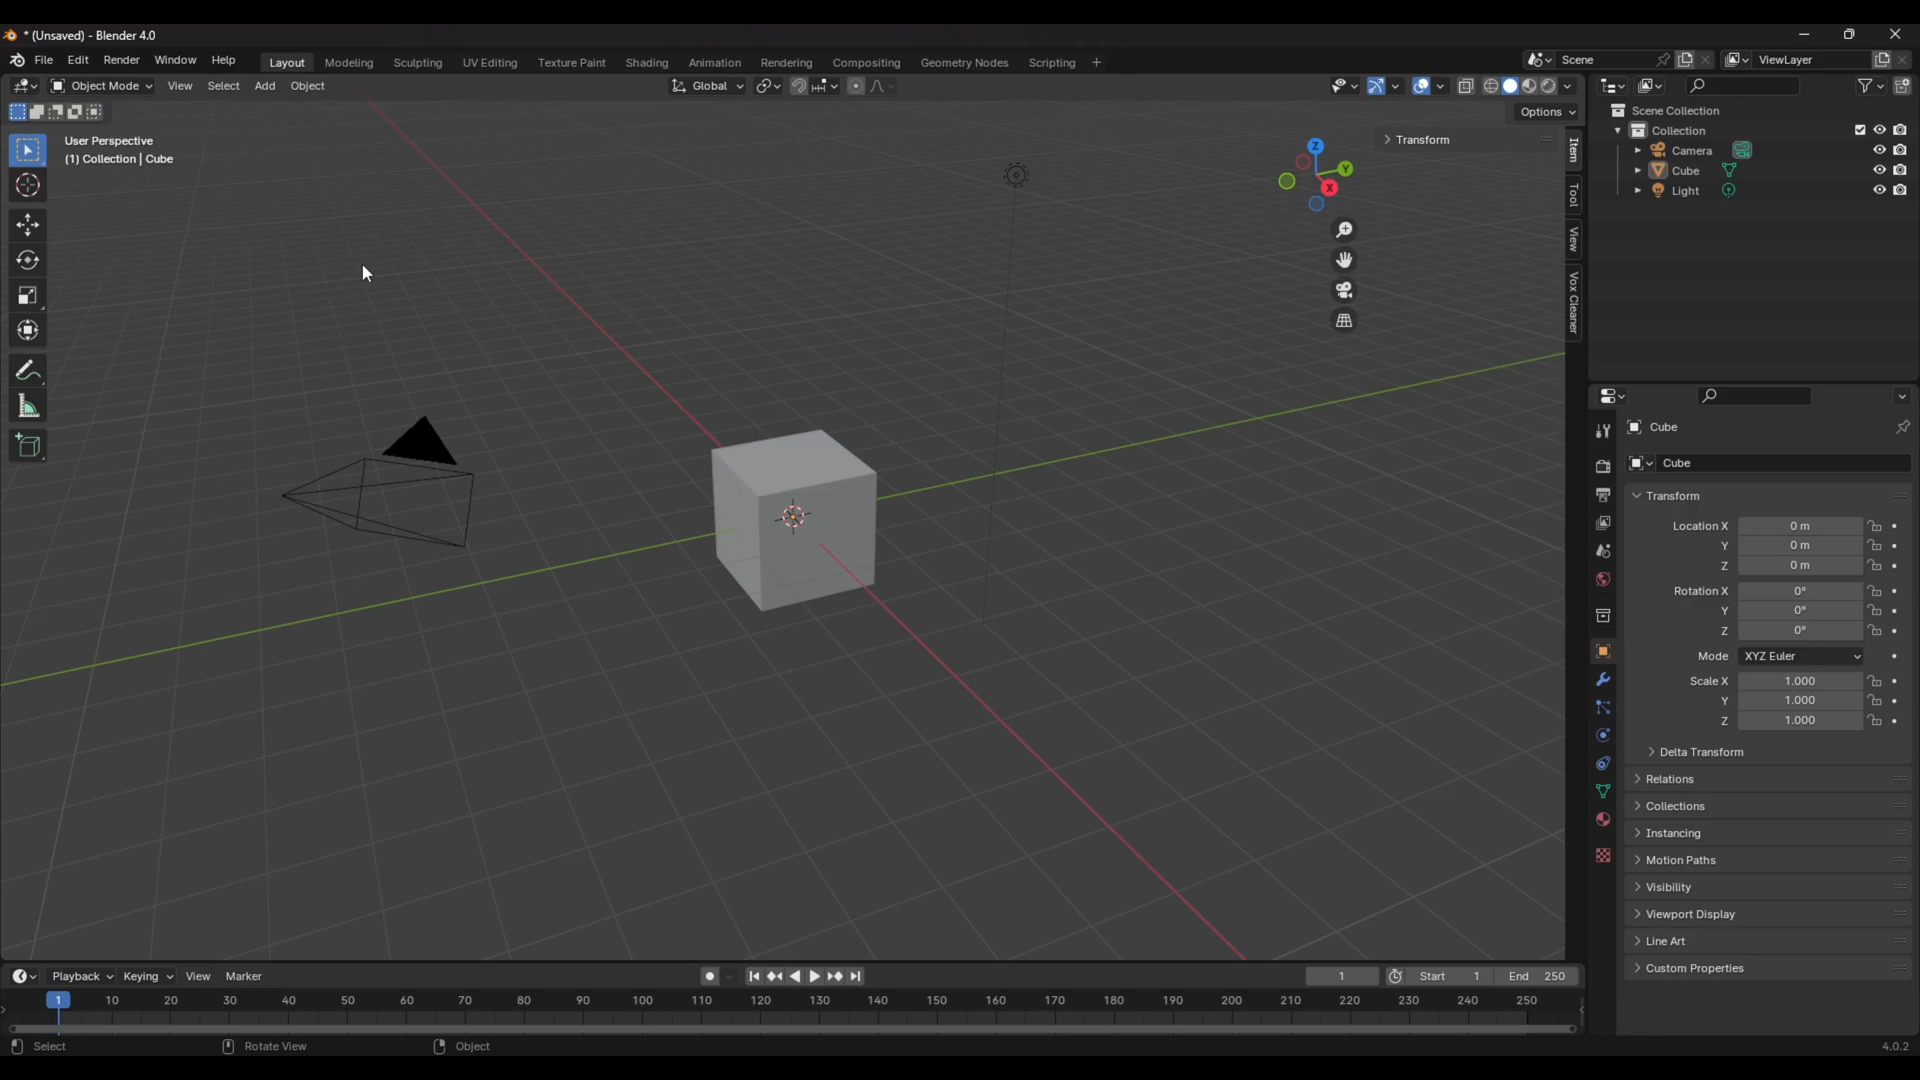 * (Unsaved) - Blender 4.0
File Edit Render Window Help Layout Modeling Sculpting UV Editing Texture Paint Shading Animation Rendering Compositing Geometry Nodes Scripting + Scene ViewLayer
Object Mode View Select Add Object Global
Options
User Perspective
(1) Collection | Cube
Z
Y
X
Transform
Item
Tool
View
Vox Cleaner
Scene Collection
Collection
Camera
Cube
Light
Cube
Cube
Transform
Location X 0 m
Y 0 m
Z 0 m
Rotation X 0°
Y 0°
Z 0°
Mode XYZ Euler
Scale X 1.000
Y 1.000
Z 1.000
Delta Transform
Relations
Collections
Instancing
Motion Paths
Visibility
Viewport Display
Line Art
Custom Properties
Playback Keying View Marker 1 Start 1 End 250
1 10 20 30 40 50 60 70 80 90 100 110 120 130 140 150 160 170 180 190 200 210 220 230 240 250
Select Rotate View Object 4.0.2